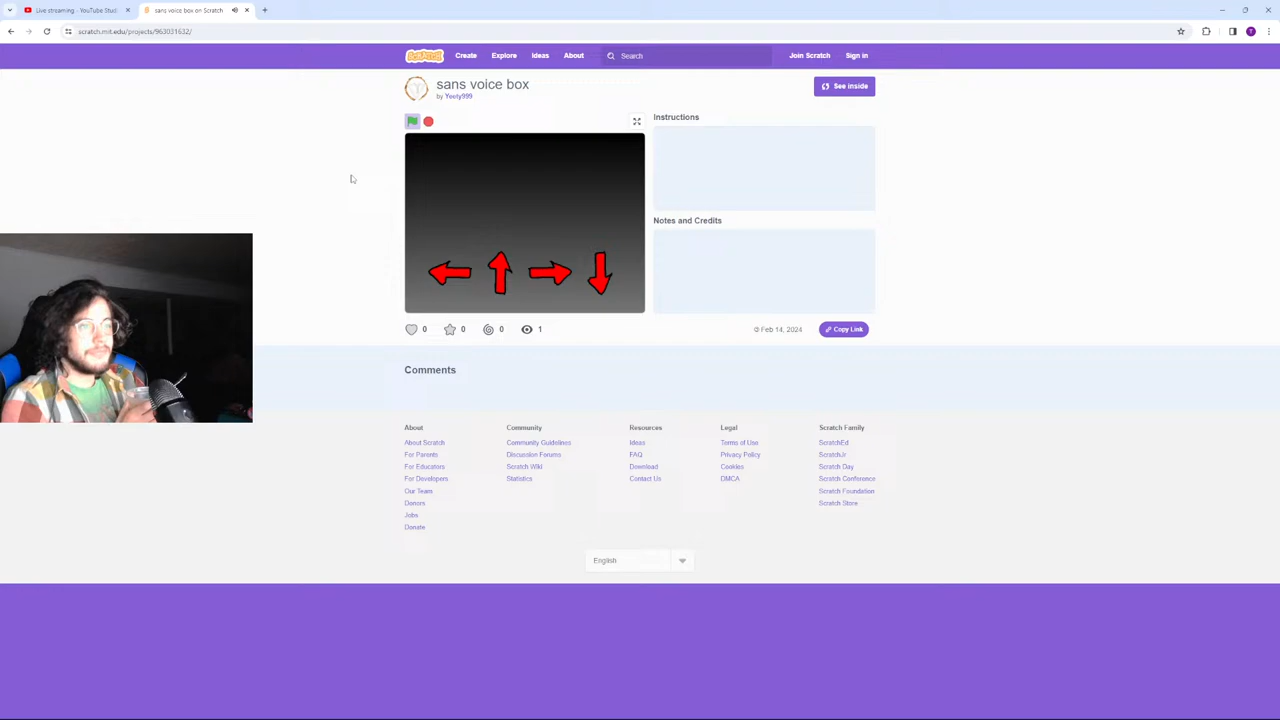 Live streaming - YouTube Stud
sans voice box on Scratch
scratch.mit.edu/projects/963031632/
SCRATCH
Create
Explore
Ideas
About
Search
Join Scratch
Sign in
sans voice box
by Yeety999
See inside
Instructions
Notes and Credits
0
0
0
1
© Feb 14, 2024
Copy Link
Comments
About
About Scratch
For Parents
For Educators
For Developers
Our Team
Donors
Jobs
Donate
Community
Community Guidelines
Discussion Forums
Scratch Wiki
Statistics
Resources
Ideas
FAQ
Download
Contact Us
Legal
Terms of Use
Privacy Policy
Cookies
DMCA
Scratch Family
ScratchEd
ScratchJr
Scratch Day
Scratch Conference
Scratch Foundation
Scratch Store
English